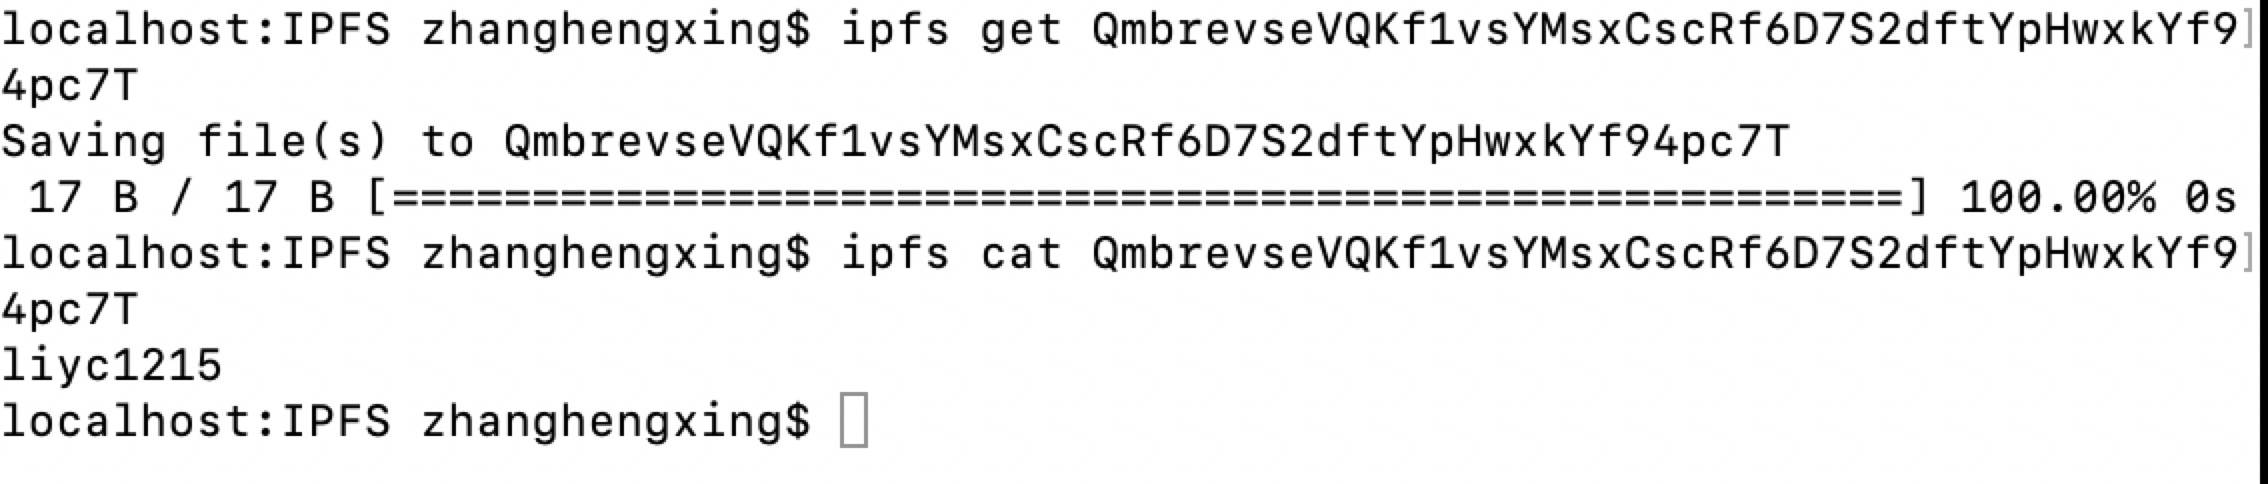 localhost:IPFS zhanghengxing$ ipfs get QmbrevseVQKf1vsYMsxCscRf6D7S2dftYpHwxkYf9]
4pc7T
Saving file(s) to QmbrevseVQKf1vsYMsxCscRf6D7S2dftYpHwxkYf94pc7T
 17 B / 17 B [======================================================] 100.00% 0s
localhost:IPFS zhanghengxing$ ipfs cat QmbrevseVQKf1vsYMsxCscRf6D7S2dftYpHwxkYf9]
4pc7T
liyc1215
localhost:IPFS zhanghengxing$